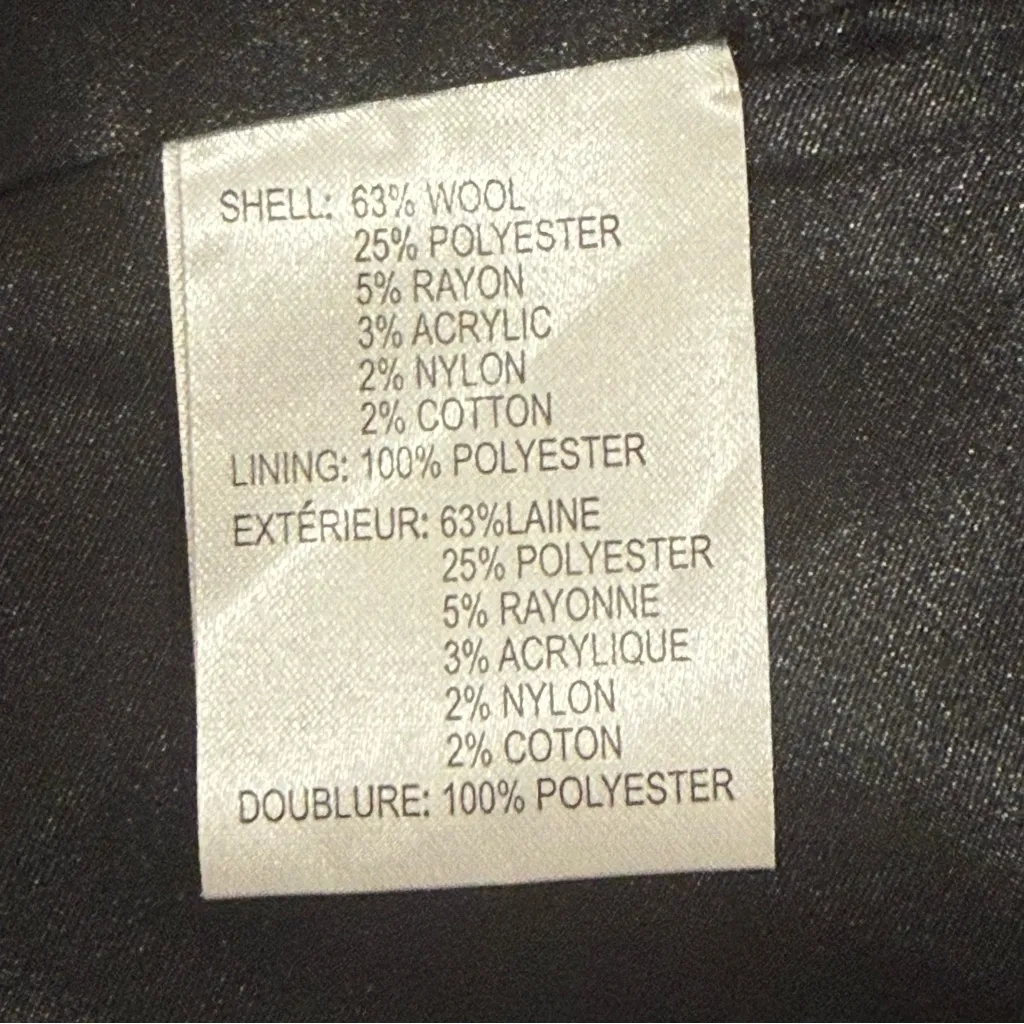 SHELL: 63% WOOL
25% POLYESTER
5% RAYON
3% ACRYLIC
2% NYLON
2% COTTON
LINING: 100% POLYESTER
EXTÉRIEUR: 63%LAINE
25% POLYESTER
5% RAYONNE
3% ACRYLIQUE
2% NYLON
2% COTON
DOUBLURE: 100% POLYESTER